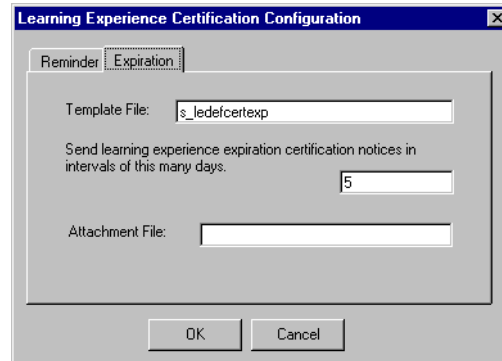 Learning Experience Certification Configuration
Reminder Expiration
Template File: s_ledefcertexp
Send learning experience expiration certification notices in
intervals of this many days.
5
Attachment File:
OK Cancel